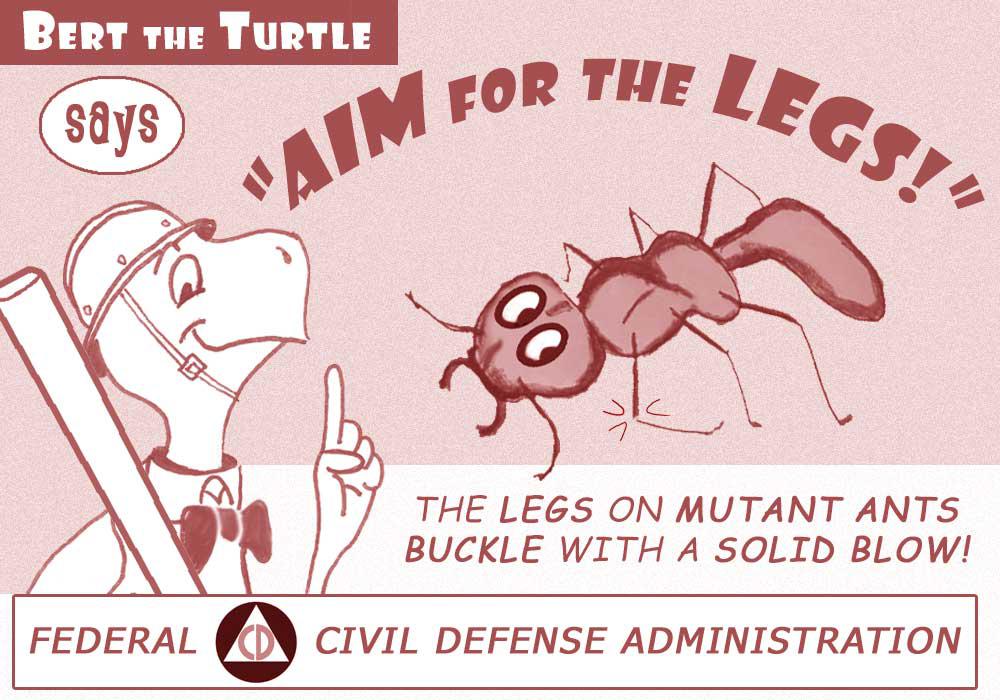 BERT THE TURTLE
says
"AIM FOR THE LEGS!"
THE LEGS ON MUTANT ANTS
BUCKLE WITH A SOLID BLOW!
FEDERAL CD CIVIL DEFENSE ADMINISTRATION